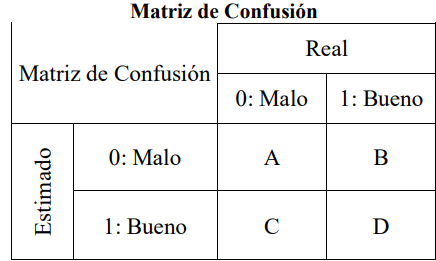 Matriz de Confusión
Matriz de Confusión
Real
0: Malo
1: Bueno
Estimado
0: Malo
A
B
1: Bueno
C
D